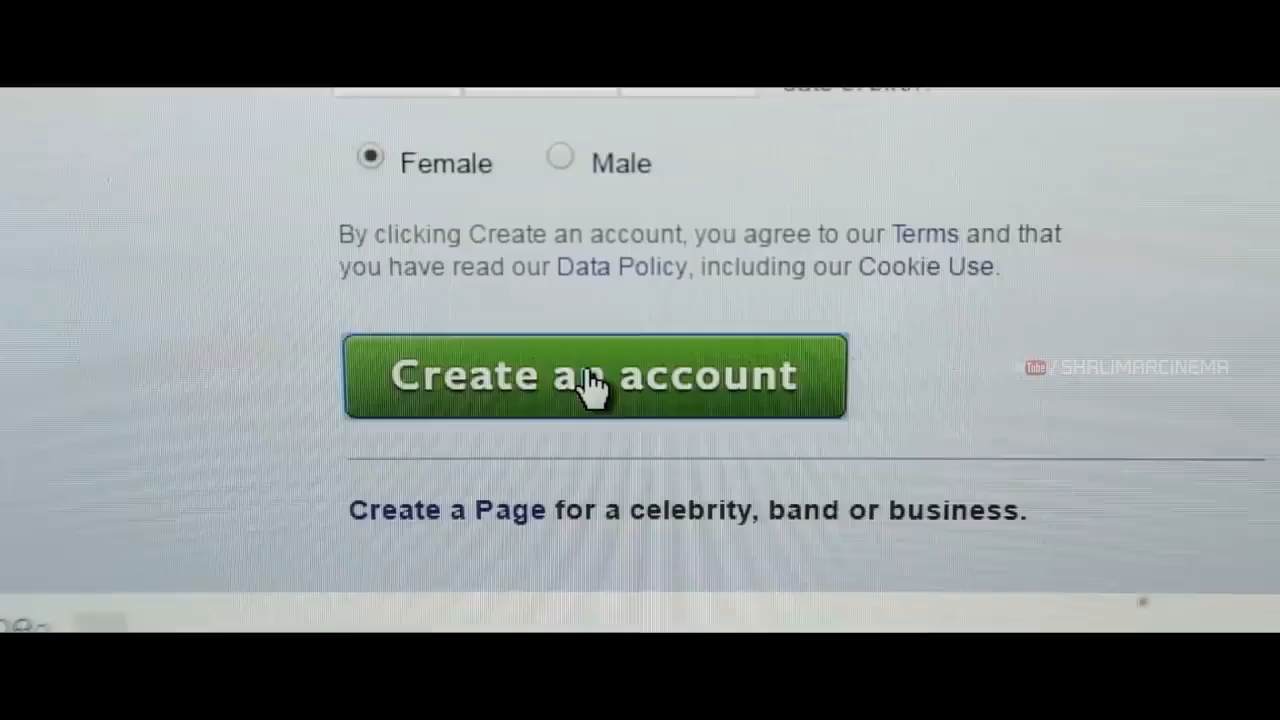 Female
Male
By clicking Create an account, you agree to our Terms and that
you have read our Data Policy, including our Cookie Use.
Create an account
Tube / SHALIMARCINEMA
Create a Page for a celebrity, band or business.